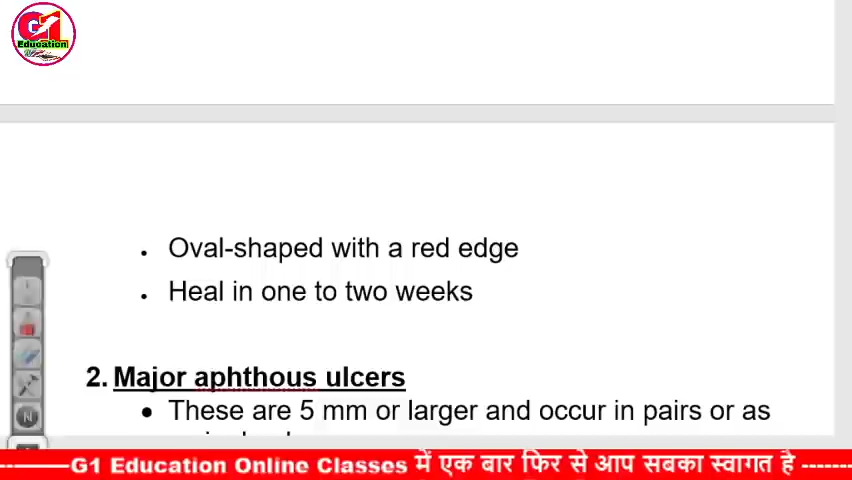 G1
Education
Oval-shaped with a red edge
Heal in one to two weeks
2. Major aphthous ulcers
These are 5 mm or larger and occur in pairs or as
N
G1 Education Online Classes में एक बार फिर से आप सबका स्वागत है